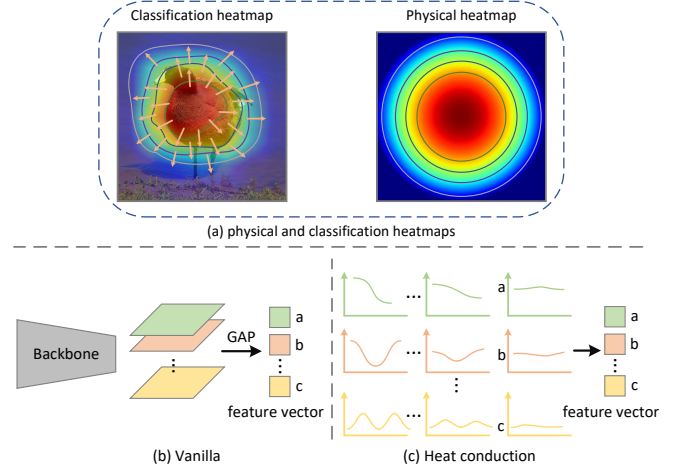 Classification heatmap
Physical heatmap
(a) physical and classification heatmaps
Backbone
GAP
a
b
c
feature vector
(b) Vanilla
a
b
c
a
b
c
feature vector
(c) Heat conduction